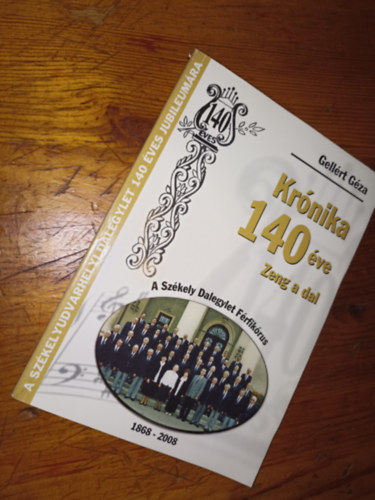 A SZÉKELYUDVARHELYI DALEGYLET 140 ÉVES JUBILEUMÁRA
140
ÉVES
Gellért Géza
Krónika
140 éve
Zeng a dal
A Székely Dalegylet Férfikórus
1868 - 2008